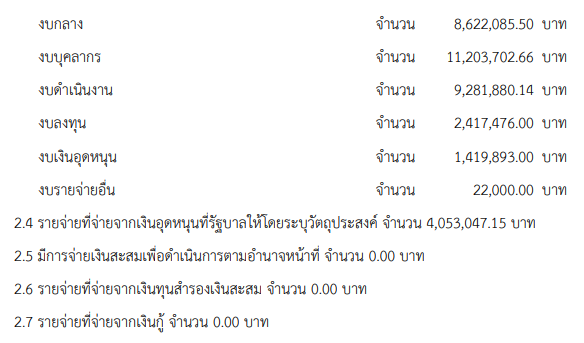 งบกลาง จำนวน 8,622,085.50 บาท
งบบุคลากร จำนวน 11,203,702.66 บาท
งบดำเนินงาน จำนวน 9,281,880.14 บาท
งบลงทุน จำนวน 2,417,476.00 บาท
งบเงินอุดหนุน จำนวน 1,419,893.00 บาท
งบรายจ่ายอื่น จำนวน 22,000.00 บาท
2.4 รายจ่ายที่จ่ายจากเงินอุดหนุนที่รัฐบาลให้โดยระบุวัตถุประสงค์ จำนวน 4,053,047.15 บาท
2.5 มีการจ่ายเงินสะสมเพื่อดำเนินการตามอำนาจหน้าที่ จำนวน 0.00 บาท
2.6 รายจ่ายที่จ่ายจากเงินทุนสำรองเงินสะสม จำนวน 0.00 บาท
2.7 รายจ่ายที่จ่ายจากเงินกู้ จำนวน 0.00 บาท